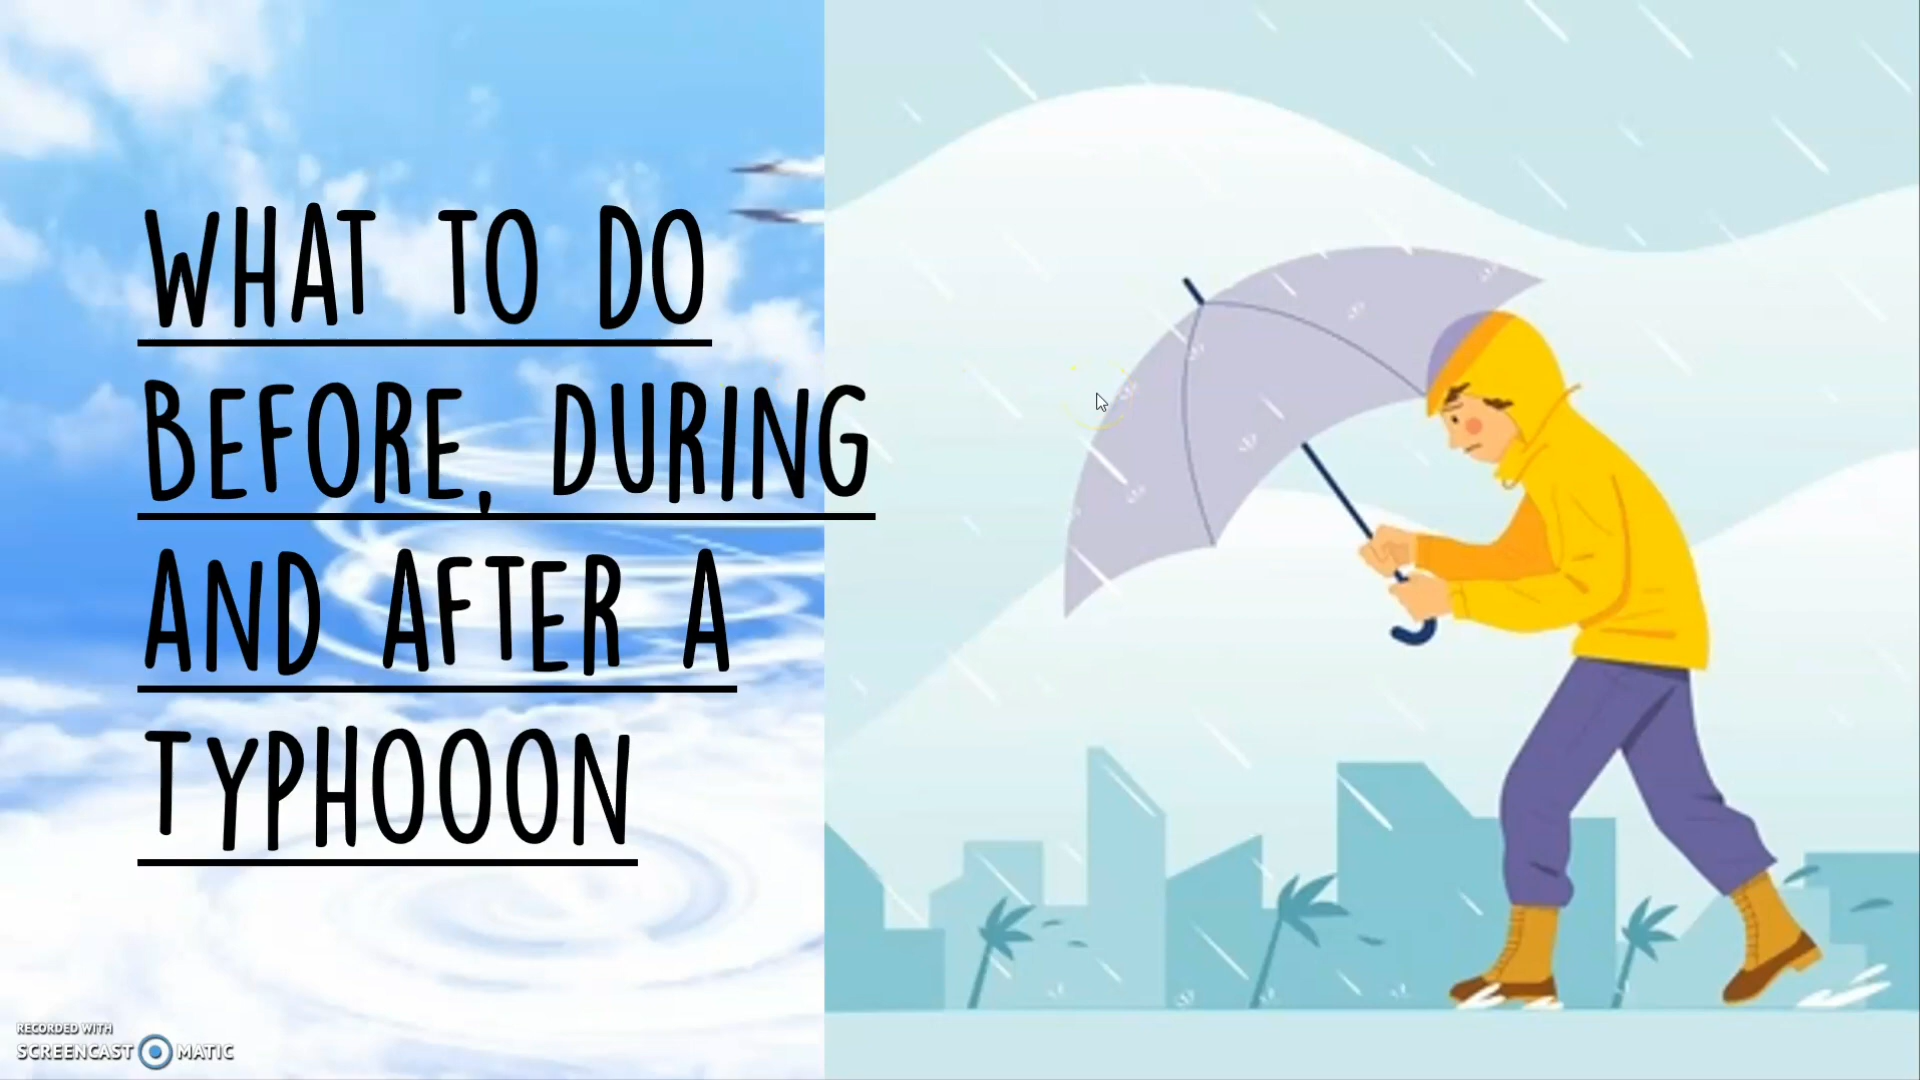 WHAT TO DO
BEFORE, DURING
AND AFTER A
TYPHOOON
RECORDED WITH
SCREENCAST MATIC